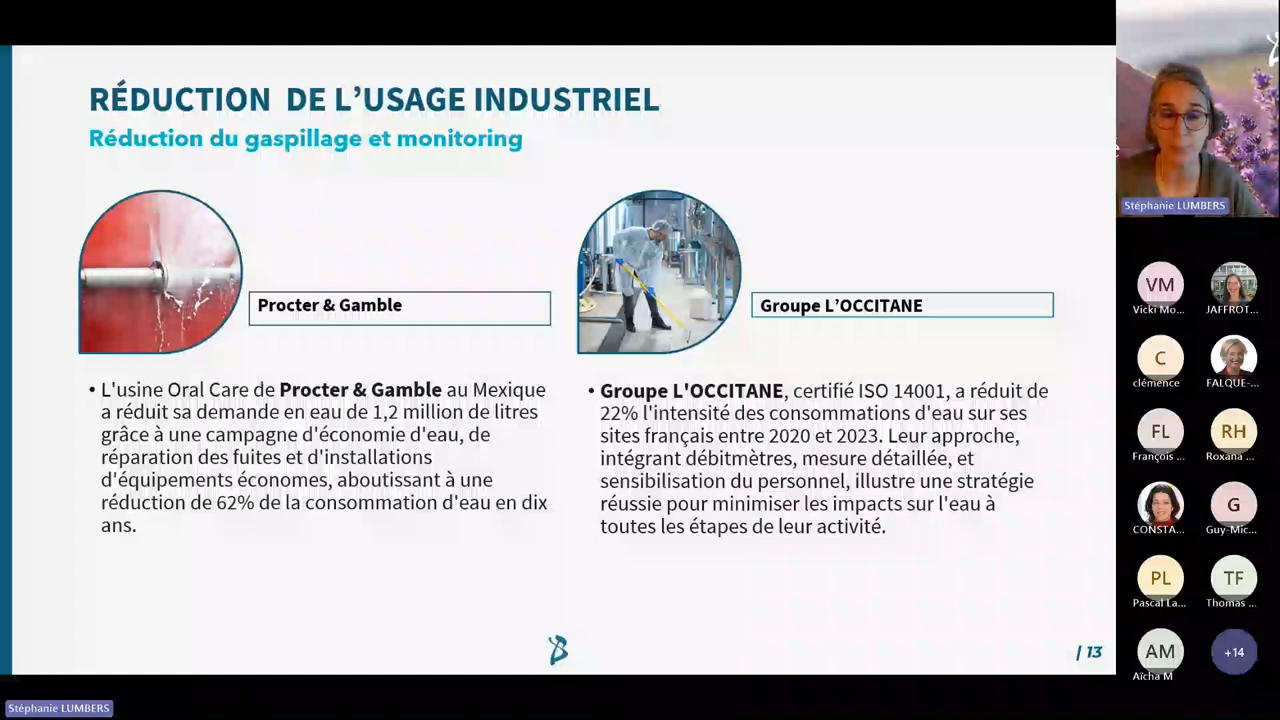 RÉDUCTION DE L'USAGE INDUSTRIEL
Réduction du gaspillage et monitoring
Procter & Gamble
• L'usine Oral Care de Procter & Gamble au Mexique
a réduit sa demande en eau de 1,2 million de litres
grâce à une campagne d'économie d'eau, de
réparation des fuites et d'installations
d'équipements économes, aboutissant à une
réduction de 62% de la consommation d'eau en dix
ans.
Groupe L'OCCITANE
• Groupe L'OCCITANE, certifié ISO 14001, a réduit de
22% l'intensité des consommations d'eau sur ses
sites français entre 2020 et 2023. Leur approche,
intégrant débitmètres, mesure détaillée, et
sensibilisation du personnel, illustre une stratégie
réussie pour minimiser les impacts sur l'eau à
toutes les étapes de leur activité.
/ 13
Stéphanie LUMBERS
VM
Vicki Mo...
JAFFROT...
C
clémence
FALQUE-...
FL
François ...
RH
Roxana ...
CONSTA...
G
Guy-Mic...
PL
Pascal La...
TF
Thomas ...
AM
Aïcha M
+14
Stéphanie LUMBERS